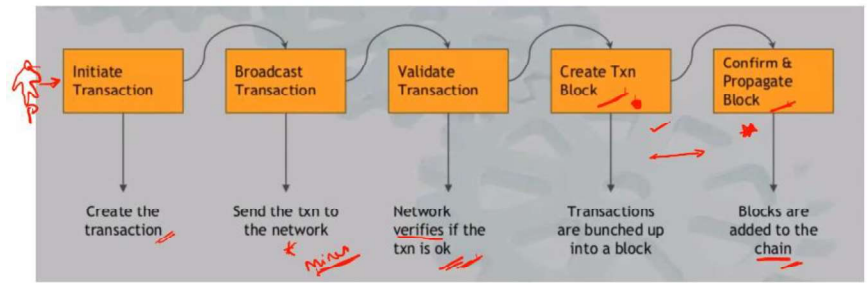 Initiate
Transaction
Broadcast
Transaction
Validate
Transaction
Create Txn
Block
Confirm &
Propagate
Block
Create the
transaction
Send the txn to
the network
Miners
Network
verifies if the
txn is ok
Transactions
are bunched up
into a block
Blocks are
added to the
chain